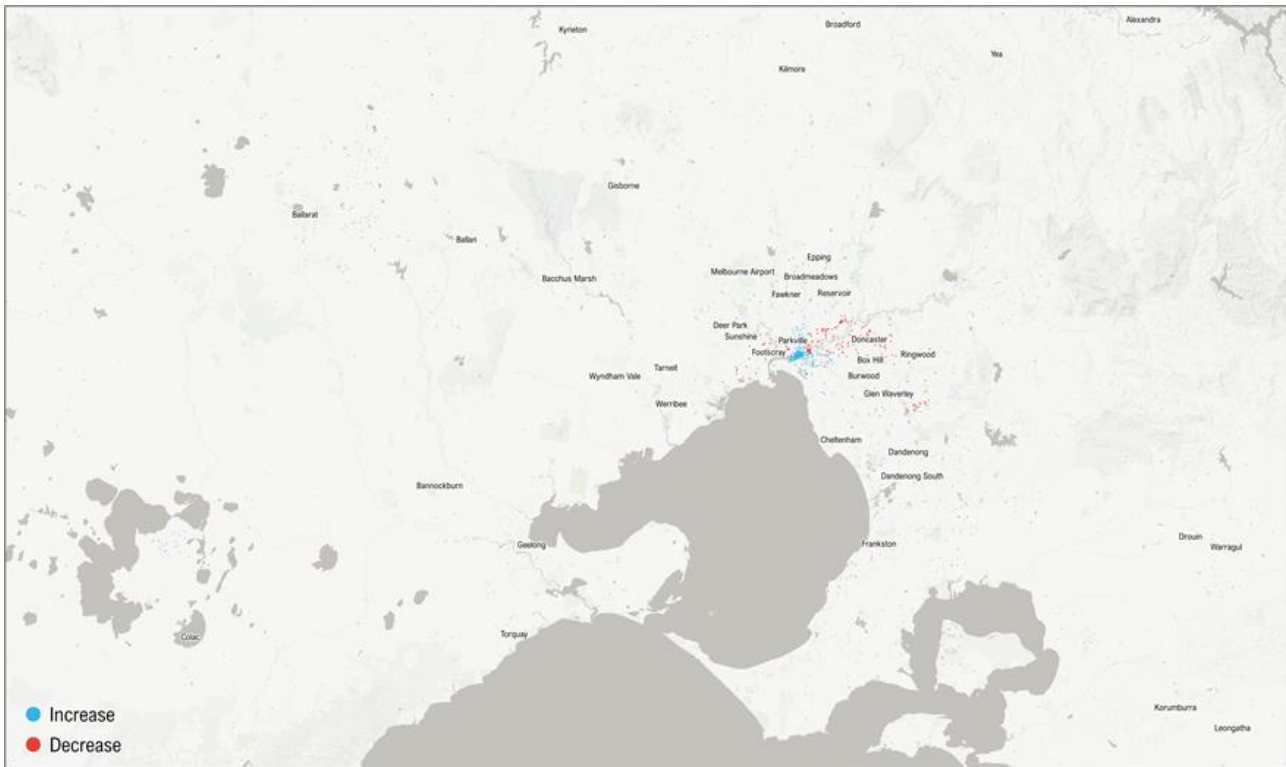 Alexandra
Broadford
Kyneton
Yea
Kilmore
Gisborne
Ballarat
Ballan
Epping
Melbourne Airport
Broadmeadows
Bacchus Marsh
Fawkner
Reservoir
Deer Park
Sunshine
Parkville
Doncaster
Footscray
Ringwood
Box Hill
Tarneit
Wyndham Vale
Burwood
Glen Waverley
Werribee
Cheltenham
Dandenong
Dandenong South
Bannockburn
Drouin
Geelong
Frankston
Warragul
Torquay
Colac
Korumburra
Increase
Leongatha
Decrease